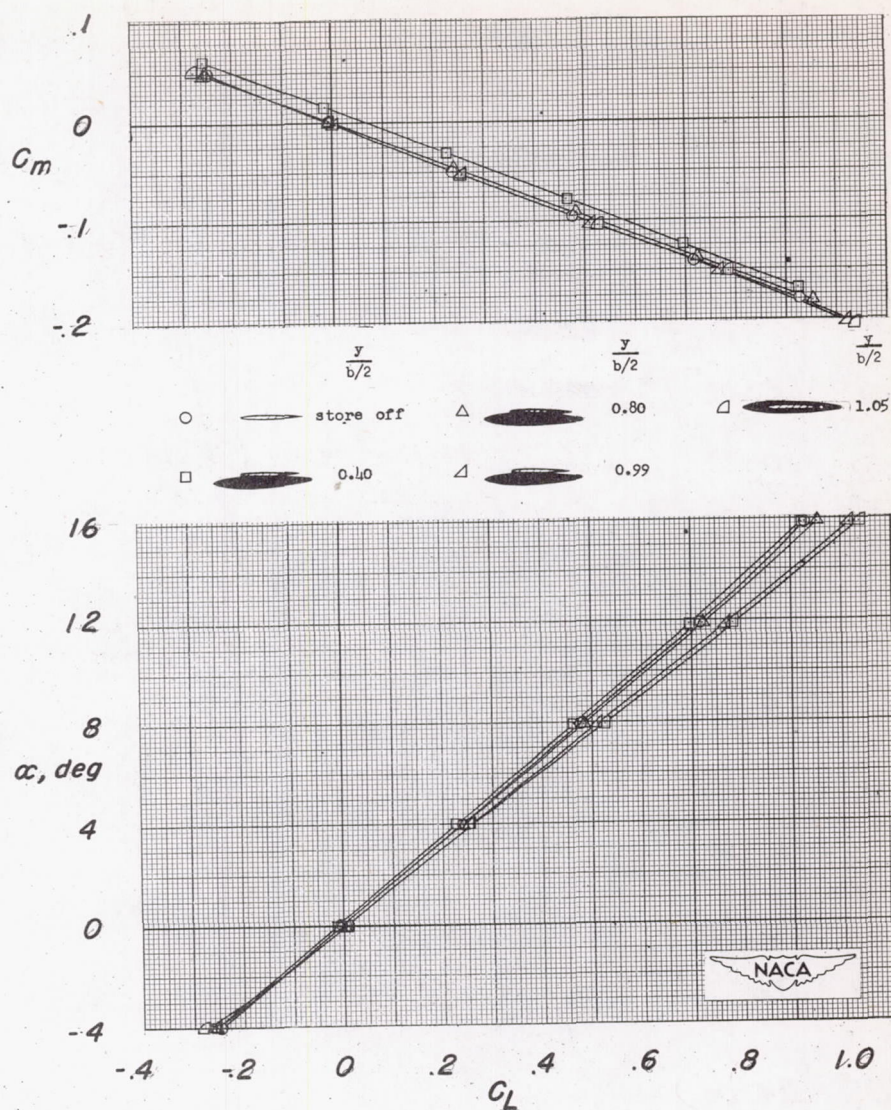 .1
0
Cm
-.1
-.2
y/b/2 y/b/2 y/b/2
store off 0.80 1.05
0.40 0.99
16
12
8
α, deg
4
0
NACA
-4
-.4 -.2 0 .2 .4 .6 .8 1.0
CL